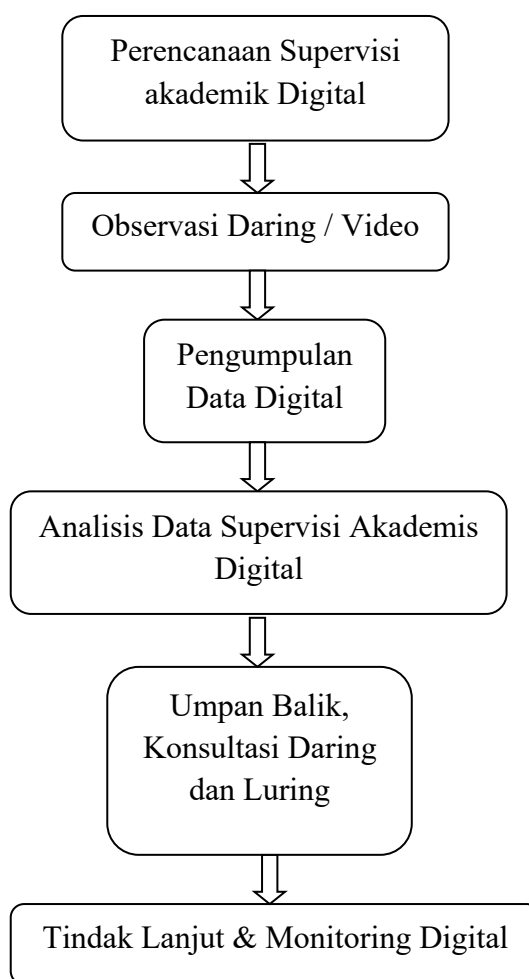 Perencanaan Supervisi
akademik Digital
Observasi Daring / Video
Pengumpulan
Data Digital
Analisis Data Supervisi Akademis
Digital
Umpan Balik,
Konsultasi Daring
dan Luring
Tindak Lanjut & Monitoring Digital